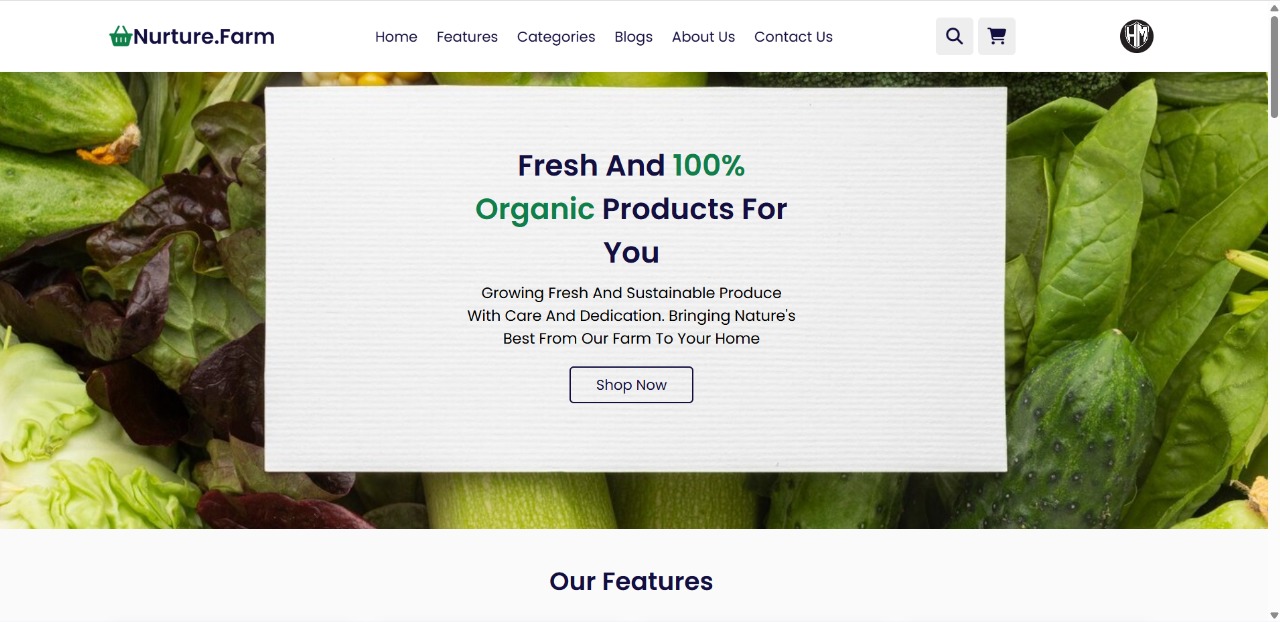 Nurture.Farm
Home Features Categories Blogs About Us Contact Us
HM
Fresh And 100%
Organic Products For
You
Growing Fresh And Sustainable Produce
With Care And Dedication. Bringing Nature's
Best From Our Farm To Your Home
Shop Now
Our Features